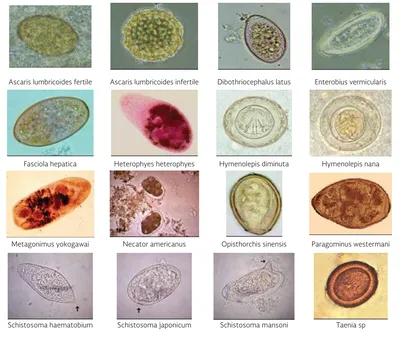 Ascaris lumbricoides fertile
Ascaris lumbricoides infertile
Dibothriocephalus latus
Enterobius vermicularis
Fasciola hepatica
Heterophyes heterophyes
Hymenolepis diminuta
Hymenolepis nana
Metagonimus yokogawai
Necator americanus
Opisthorchis sinensis
Paragominus westermani
Schistosoma haematobium
Schistosoma japonicum
Schistosoma mansoni
Taenia sp